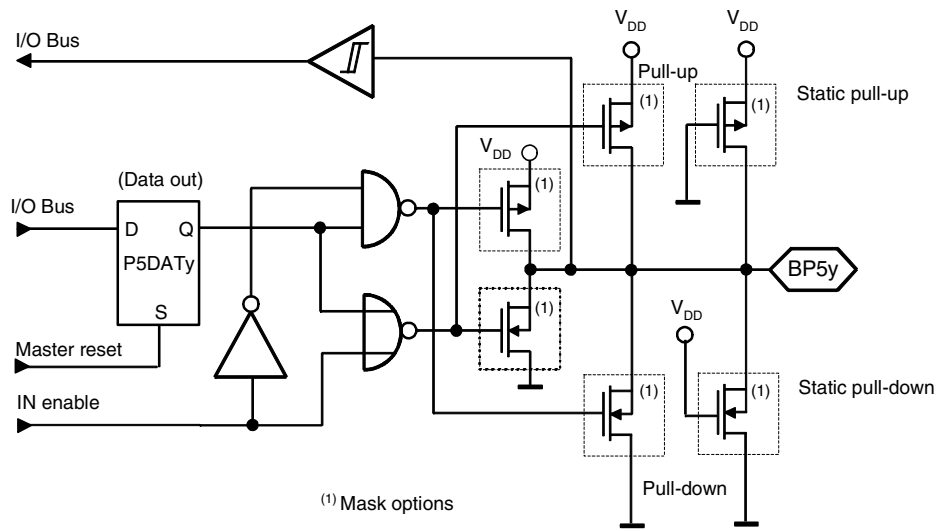 I/O Bus
V_DD
V_DD
Pull-up
(1)
(1)
Static pull-up
V_DD
(1)
(Data out)
I/O Bus
D
Q
P5DATy
S
BP5y
(1)
V_DD
Master reset
IN enable
(1)
(1)
Static pull-down
(1) Mask options
Pull-down